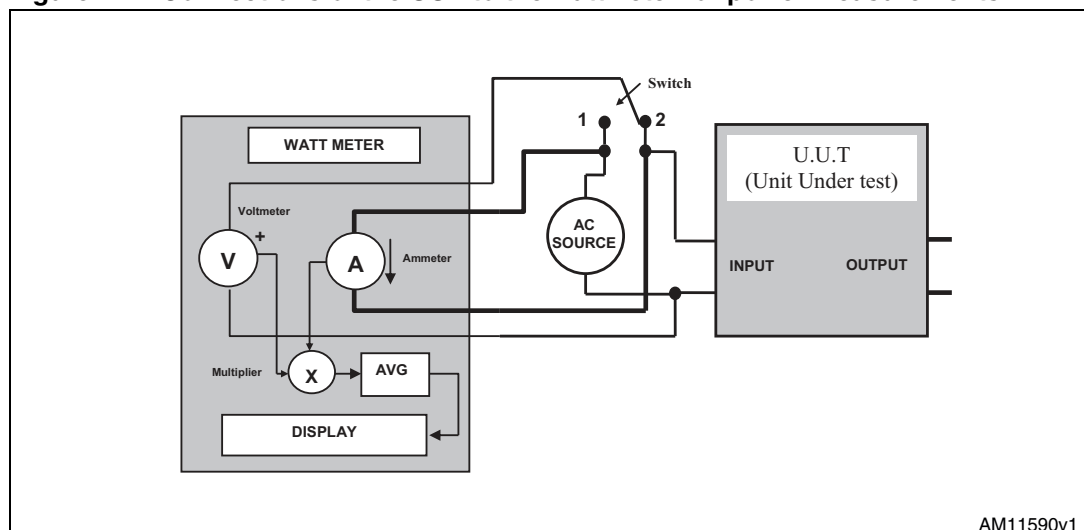 Switch
1
2
WATT METER
U.U.T
(Unit Under test)
Voltmeter
+
V
A
Ammeter
AC
SOURCE
INPUT
OUTPUT
Multiplier
X
AVG
DISPLAY
AM11590v1